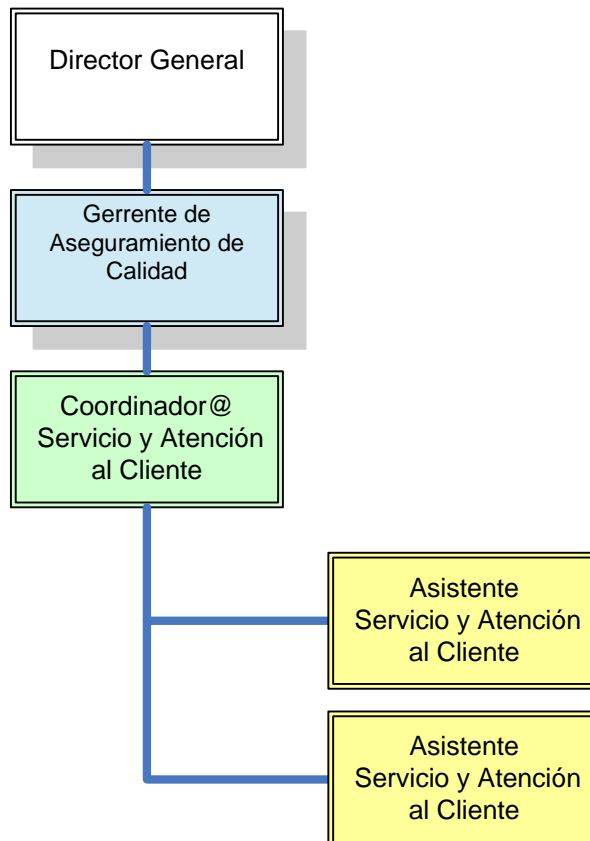 Director General
Gerrente de
Aseguramiento de
Calidad
Coordinador@
Servicio y Atención
al Cliente
Asistente
Servicio y Atención
al Cliente
Asistente
Servicio y Atención
al Cliente